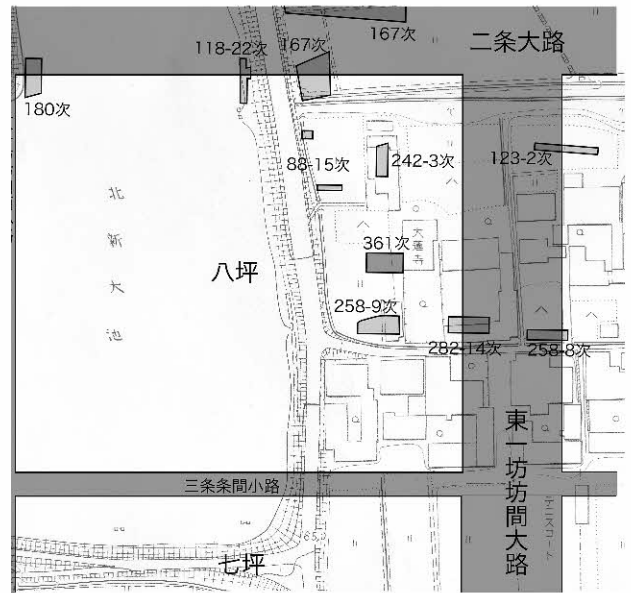 118-22次
167次
167次
二条大路
180次
88-15次
242-3次
123-2次
北新大池
八坪
361次
大蓮寺
258-9次
282-14次
258-8次
東一坊坊間大路
三条条間小路
テニスコート
七坪